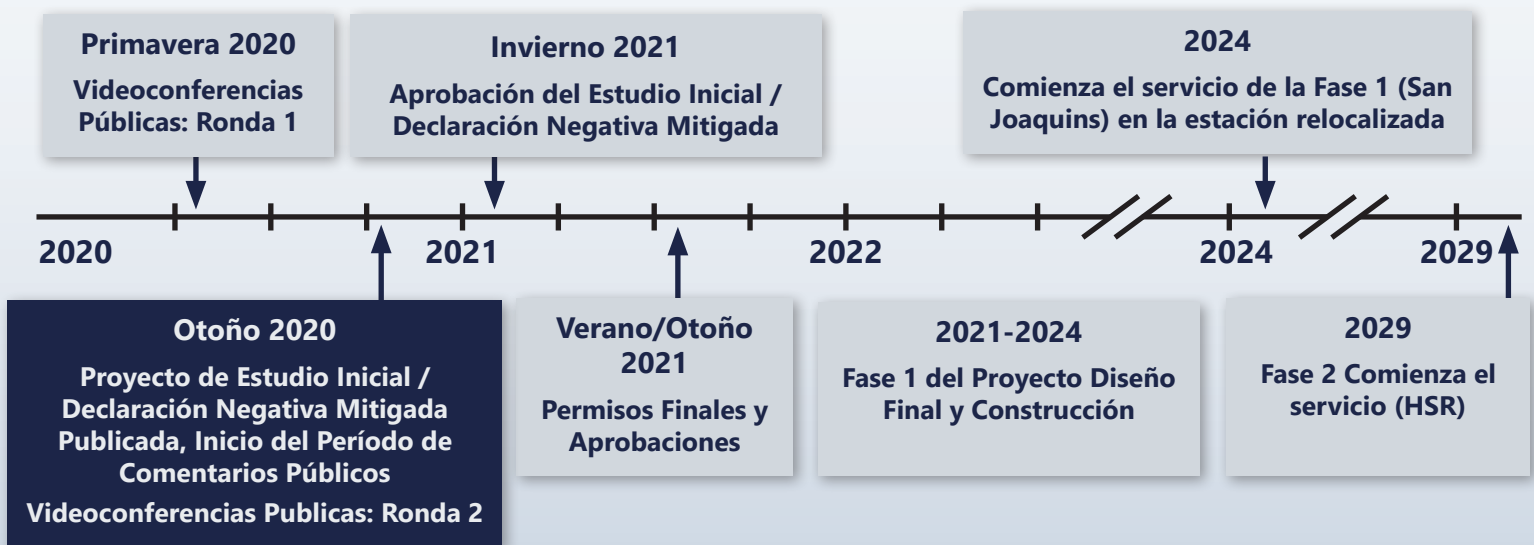 Primavera 2020
Videoconferencias
Públicas: Ronda 1
Invierno 2021
Aprobación del Estudio Inicial /
Declaración Negativa Mitigada
2024
Comienza el servicio de la Fase 1 (San
Joaquins) en la estación relocalizada
2020
2021
2022
2024
2029
Otoño 2020
Proyecto de Estudio Inicial /
Declaración Negativa Mitigada
Publicada, Inicio del Período de
Comentarios Públicos
Videoconferencias Publicas: Ronda 2
Verano/Otoño
2021
Permisos Finales y
Aprobaciones
2021-2024
Fase 1 del Proyecto Diseño
Final y Construcción
2029
Fase 2 Comienza el
servicio (HSR)